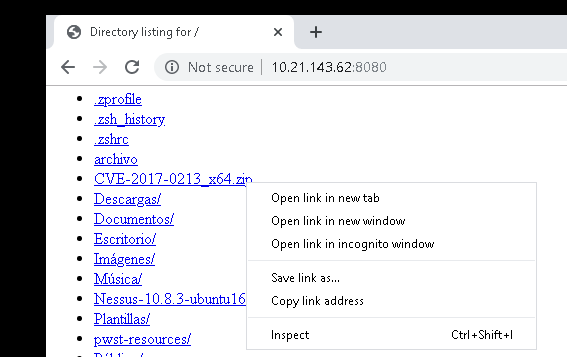 Directory listing for /
Not secure | 10.21.143.62:8080
.zprofile
.zsh_history
.zshrc
archivo
CVE-2017-0213_x64.zip
Descargas/
Documentos/
Escritorio/
Imágenes/
Música/
Nessus-10.8.3-ubuntu16
Plantillas/
pwst-resources/
Open link in new tab
Open link in new window
Open link in incognito window
Save link as...
Copy link address
Inspect Ctrl+Shift+I